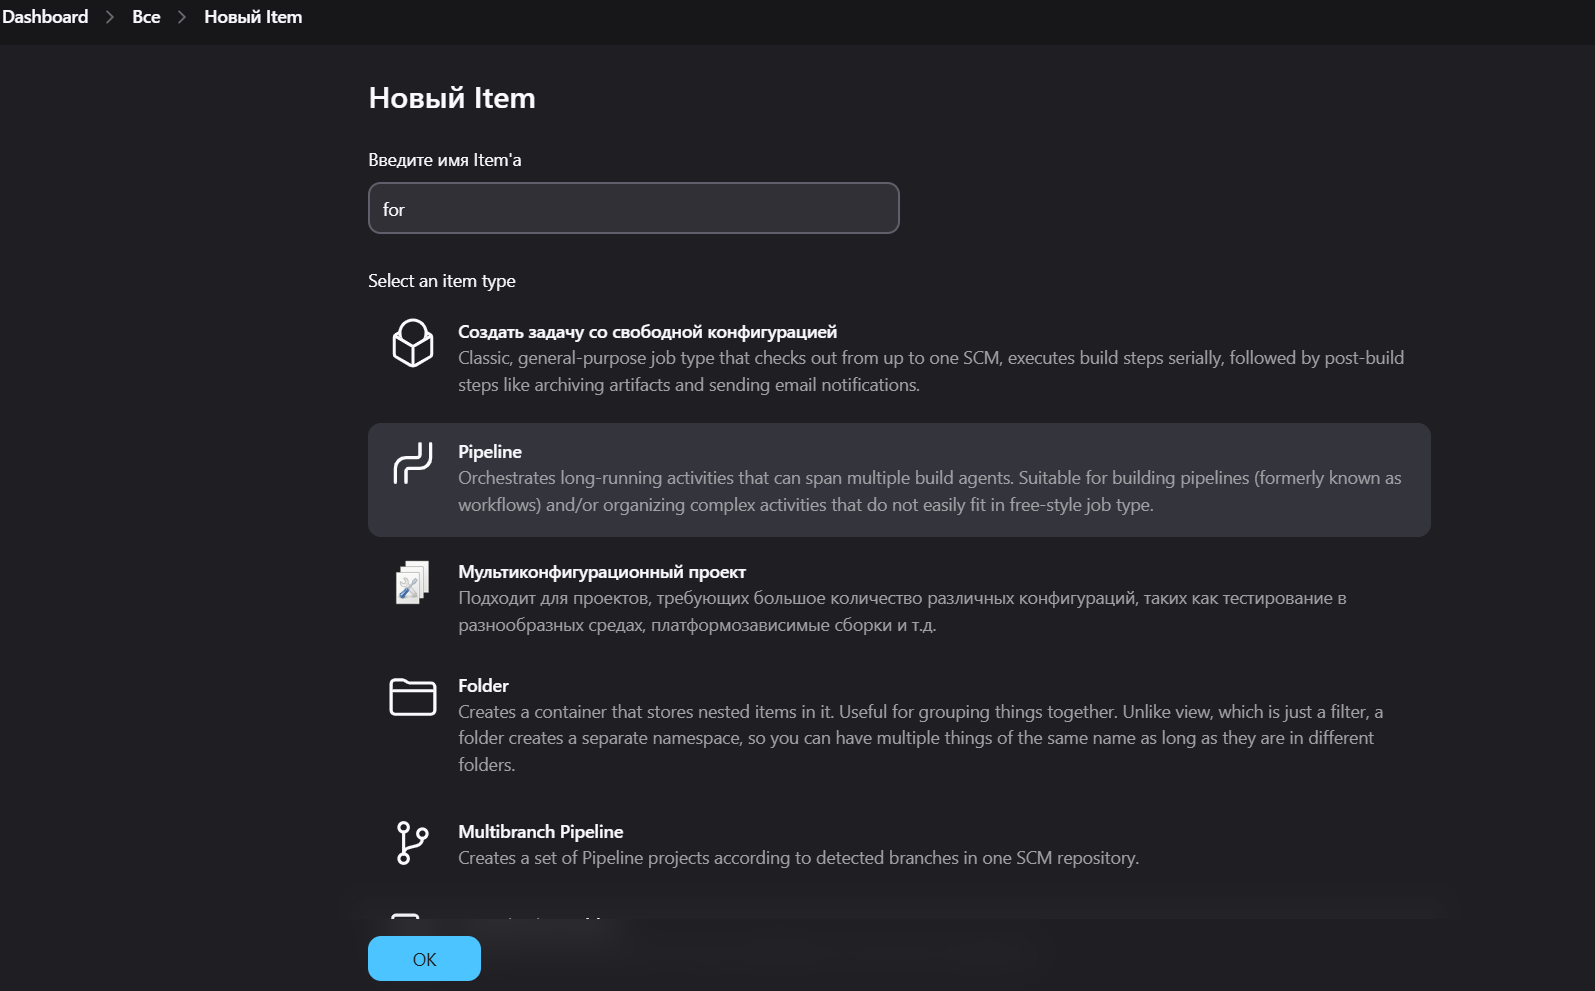 Dashboard > Все > Новый Item
Новый Item
Введите имя Item'а
for
Select an item type
Создать задачу со свободной конфигурацией
Classic, general-purpose job type that checks out from up to one SCM, executes build steps serially, followed by post-build
steps like archiving artifacts and sending email notifications.
Pipeline
Orchestrates long-running activities that can span multiple build agents. Suitable for building pipelines (formerly known as
workflows) and/or organizing complex activities that do not easily fit in free-style job type.
Мультиконфигурационный проект
Подходит для проектов, требующих большое количество различных конфигураций, таких как тестирование в
разнообразных средах, платформозависимые сборки и т.д.
Folder
Creates a container that stores nested items in it. Useful for grouping things together. Unlike view, which is just a filter, a
folder creates a separate namespace, so you can have multiple things of the same name as long as they are in different
folders.
Multibranch Pipeline
Creates a set of Pipeline projects according to detected branches in one SCM repository.
OK